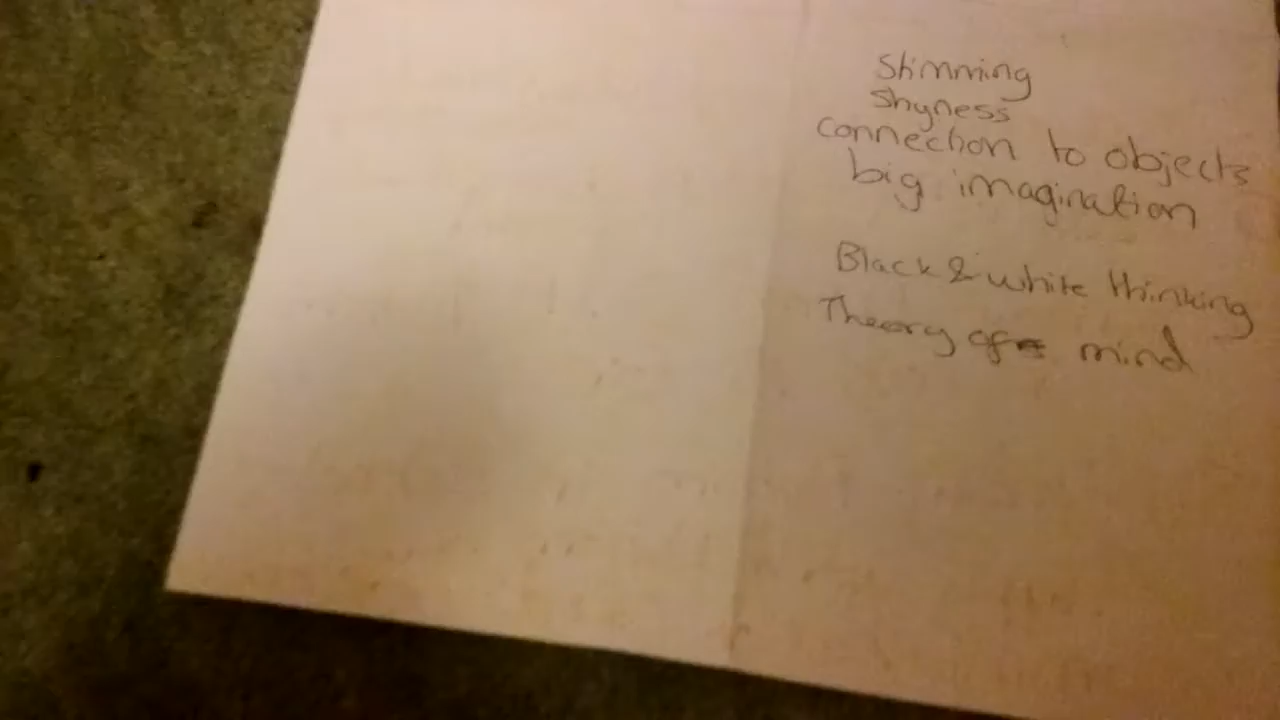 Stimming
Shyness
connection to objects
big imagination
Black & white thinking
Theory of mind